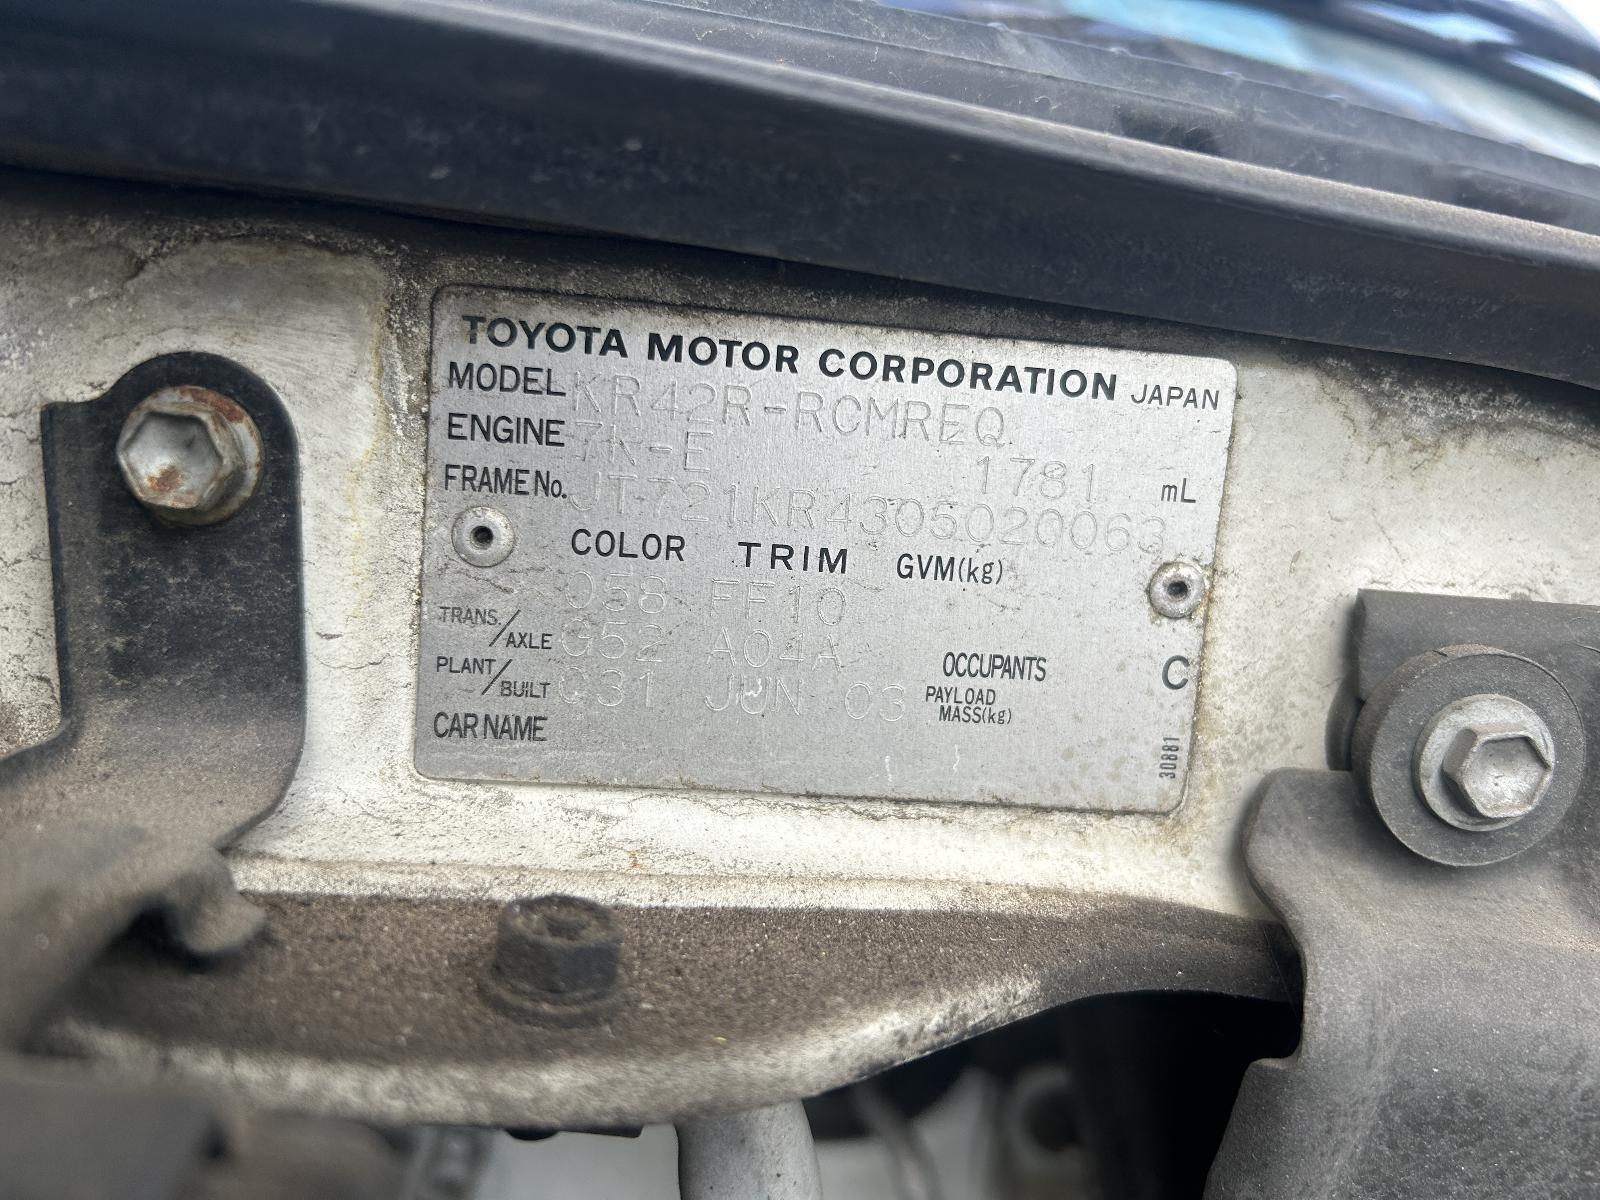 TOYOTA MOTOR CORPORATION JAPAN
MODEL KR42R-RCMREQ
ENGINE 7K-E 1781 mL
FRAME No. JT721KR4305020063
COLOR TRIM GVM(kg)
058 FF10
TRANS./AXLE G52 A04A OCCUPANTS C
PLANT/BUILT C31 JUN 03 PAYLOAD MASS(kg)
CAR NAME
30881